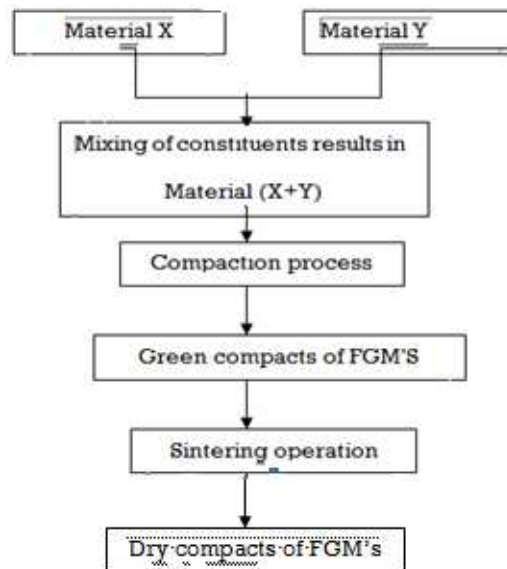 Material X
Material Y
Mixing of constituents results in
Material (X+Y)
Compaction process
Green compacts of FGM'S
Sintering operation
Dry compacts of FGM's